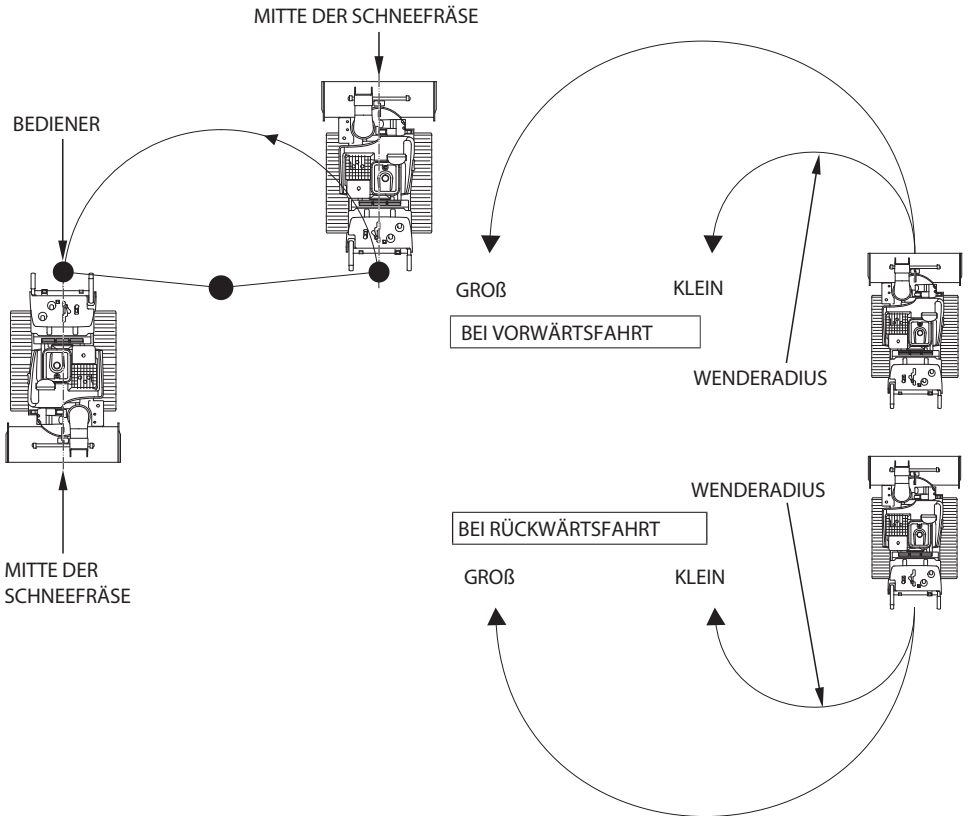 MITTE DER SCHNEEFRÄSE
BEDIENER
GROß
KLEIN
BEI VORWÄRTSFAHRT
WENDERADIUS
WENDERADIUS
BEI RÜCKWÄRTSFAHRT
GROß
KLEIN
MITTE DER
SCHNEEFRÄSE